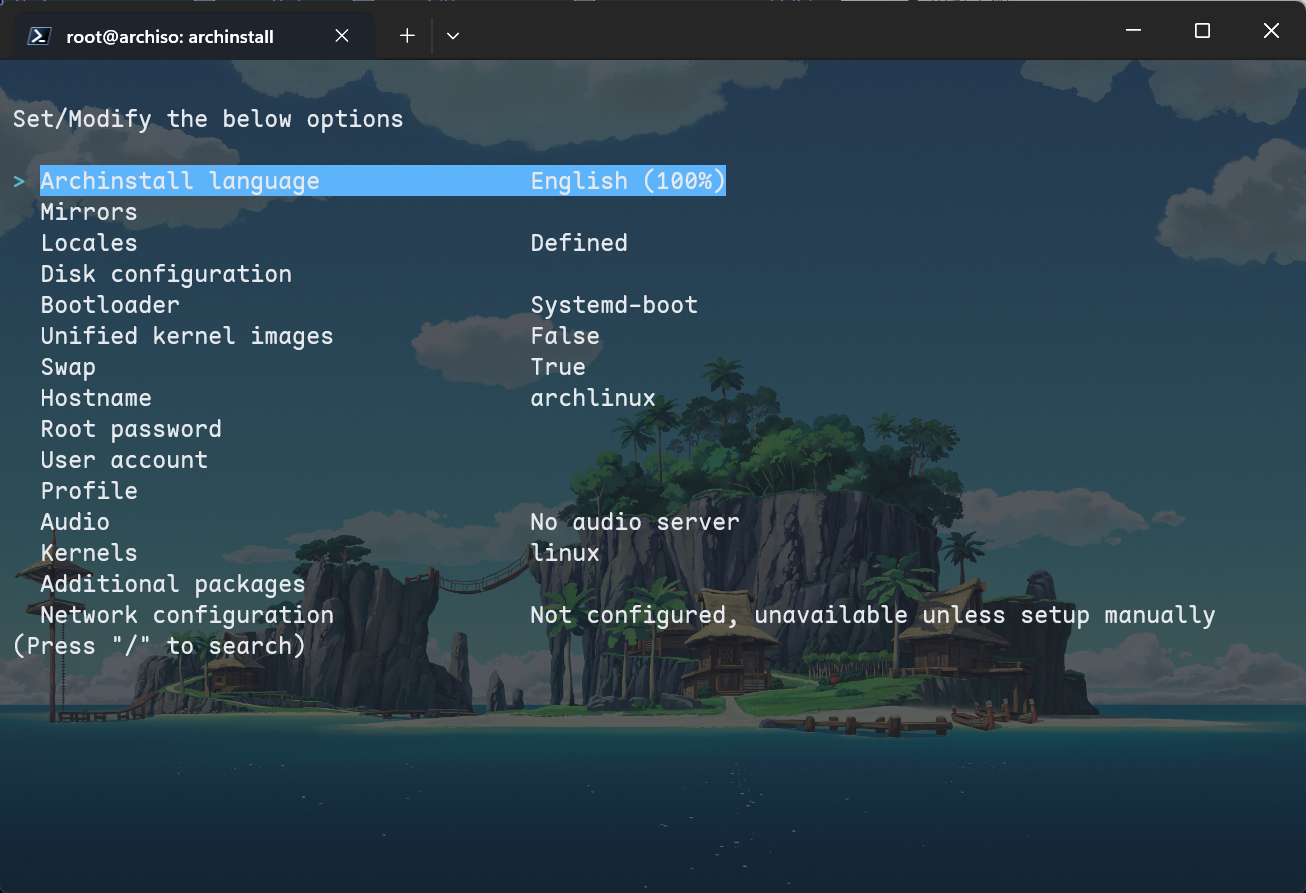 root@archiso: archinstall
Set/Modify the below options
> Archinstall language English (100%)
Mirrors
Locales Defined
Disk configuration
Bootloader Systemd-boot
Unified kernel images False
Swap True
Hostname archlinux
Root password
User account
Profile
Audio No audio server
Kernels linux
Additional packages
Network configuration Not configured, unavailable unless setup manually
(Press "/" to search)